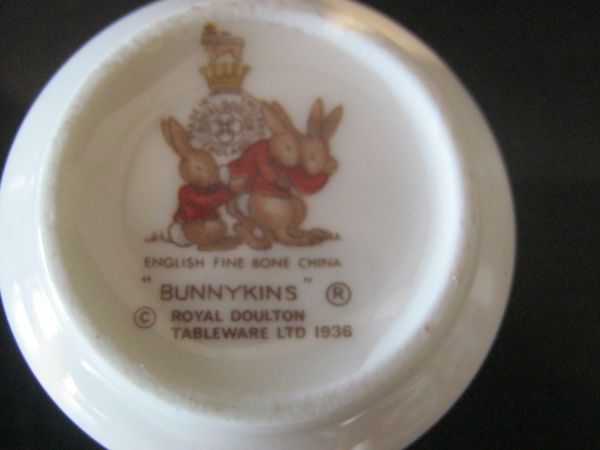 ENGLISH FINE BONE CHINA
"BUNNYKINS" ®
© ROYAL DOULTON
TABLEWARE LTD 1936